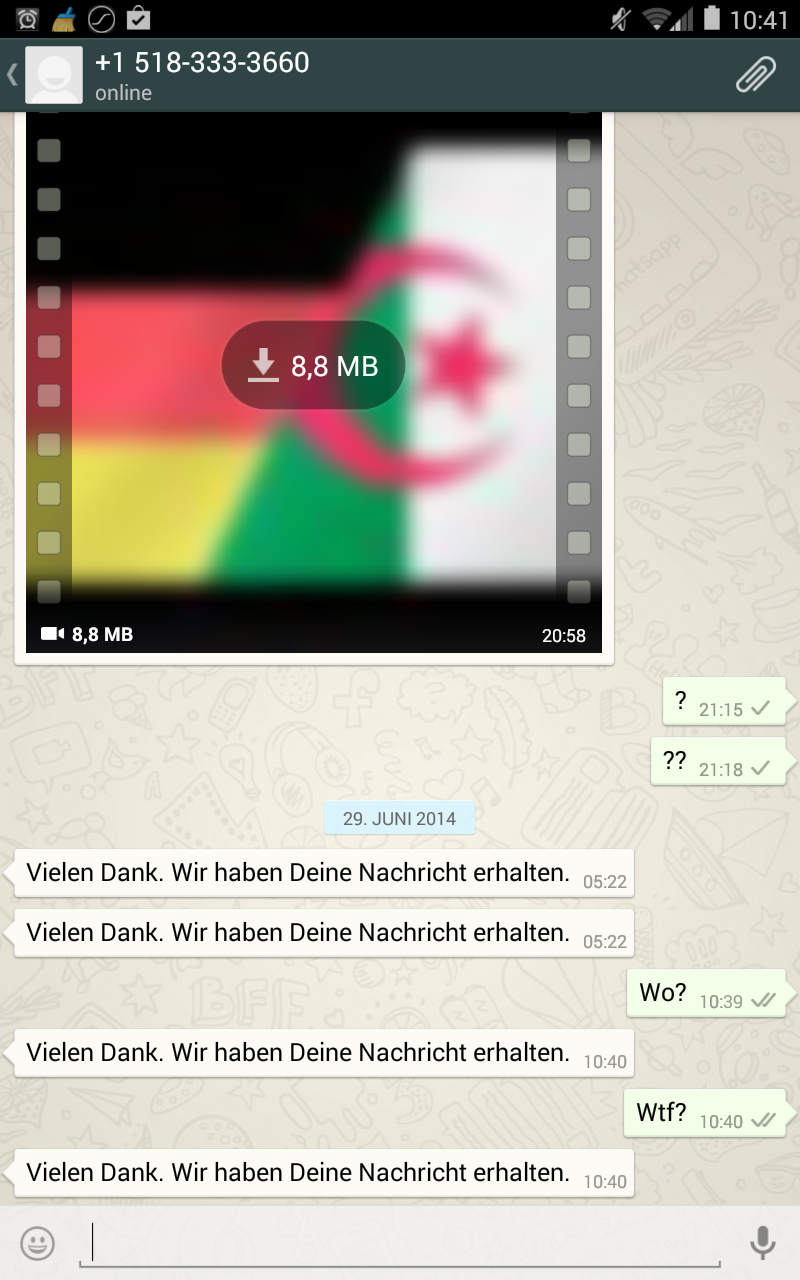 10:41
+1 518-333-3660
online
8,8 MB
8,8 MB 20:58
? 21:15
?? 21:18
29. JUNI 2014
Vielen Dank. Wir haben Deine Nachricht erhalten. 05:22
Vielen Dank. Wir haben Deine Nachricht erhalten. 05:22
Wo? 10:39
Vielen Dank. Wir haben Deine Nachricht erhalten. 10:40
Wtf? 10:40
Vielen Dank. Wir haben Deine Nachricht erhalten. 10:40